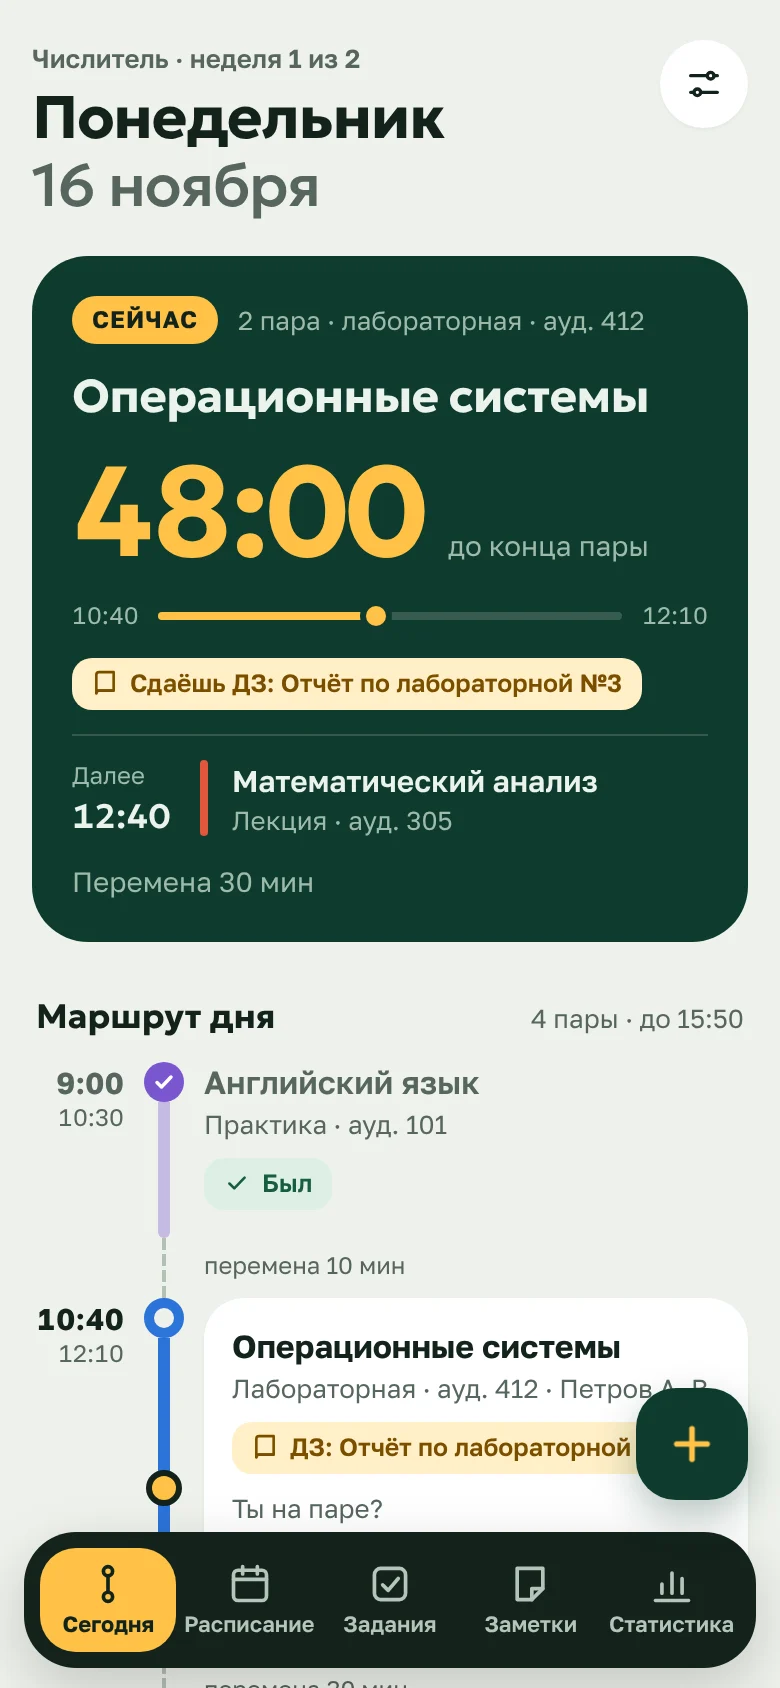 Числитель · неделя 1 из 2
Понедельник
16 ноября
СЕЙЧАС
2 пара · лабораторная · ауд. 412
Операционные системы
48:00
до конца пары
10:40
12:10
Сдаёшь ДЗ: Отчёт по лабораторной №3
Далее
12:40
Математический анализ
Лекция · ауд. 305
Перемена 30 мин
Маршрут дня
4 пары · до 15:50
9:00
10:30
Английский язык
Практика · ауд. 101
Был
перемена 10 мин
10:40
12:10
Операционные системы
Лабораторная · ауд. 412 · Петров А. В.
ДЗ: Отчёт по лабораторной
Ты на паре?
Сегодня
Расписание
Задания
Заметки
Статистика
перемена 30 мин